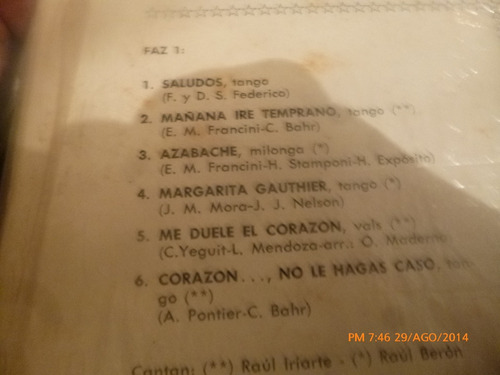 FAZ 1:
1. SALUDOS, tango
(F. y D. S. Federico)
2. MAÑANA IRE TEMPRANO, tango (**)
(E. M. Francini-C. Bahr)
3. AZABACHE, milonga (*)
(E. M. Francini-H. Stamponi-H. Expósito)
4. MARGARITA GAUTHIER, tango (*)
(J. M. Mora-J. J. Nelson)
5. ME DUELE EL CORAZON, vals (**)
(C.Yeguit-L. Mendoza-arr.: O. Maderna)
6. CORAZON..., NO LE HAGAS CASO, tan-
go (**)
(A. Pontier-C. Bahr)
PM 7:46 29/AGO/2014
Cantan: (**) Raúl Iriarte - (*) Raúl Berón